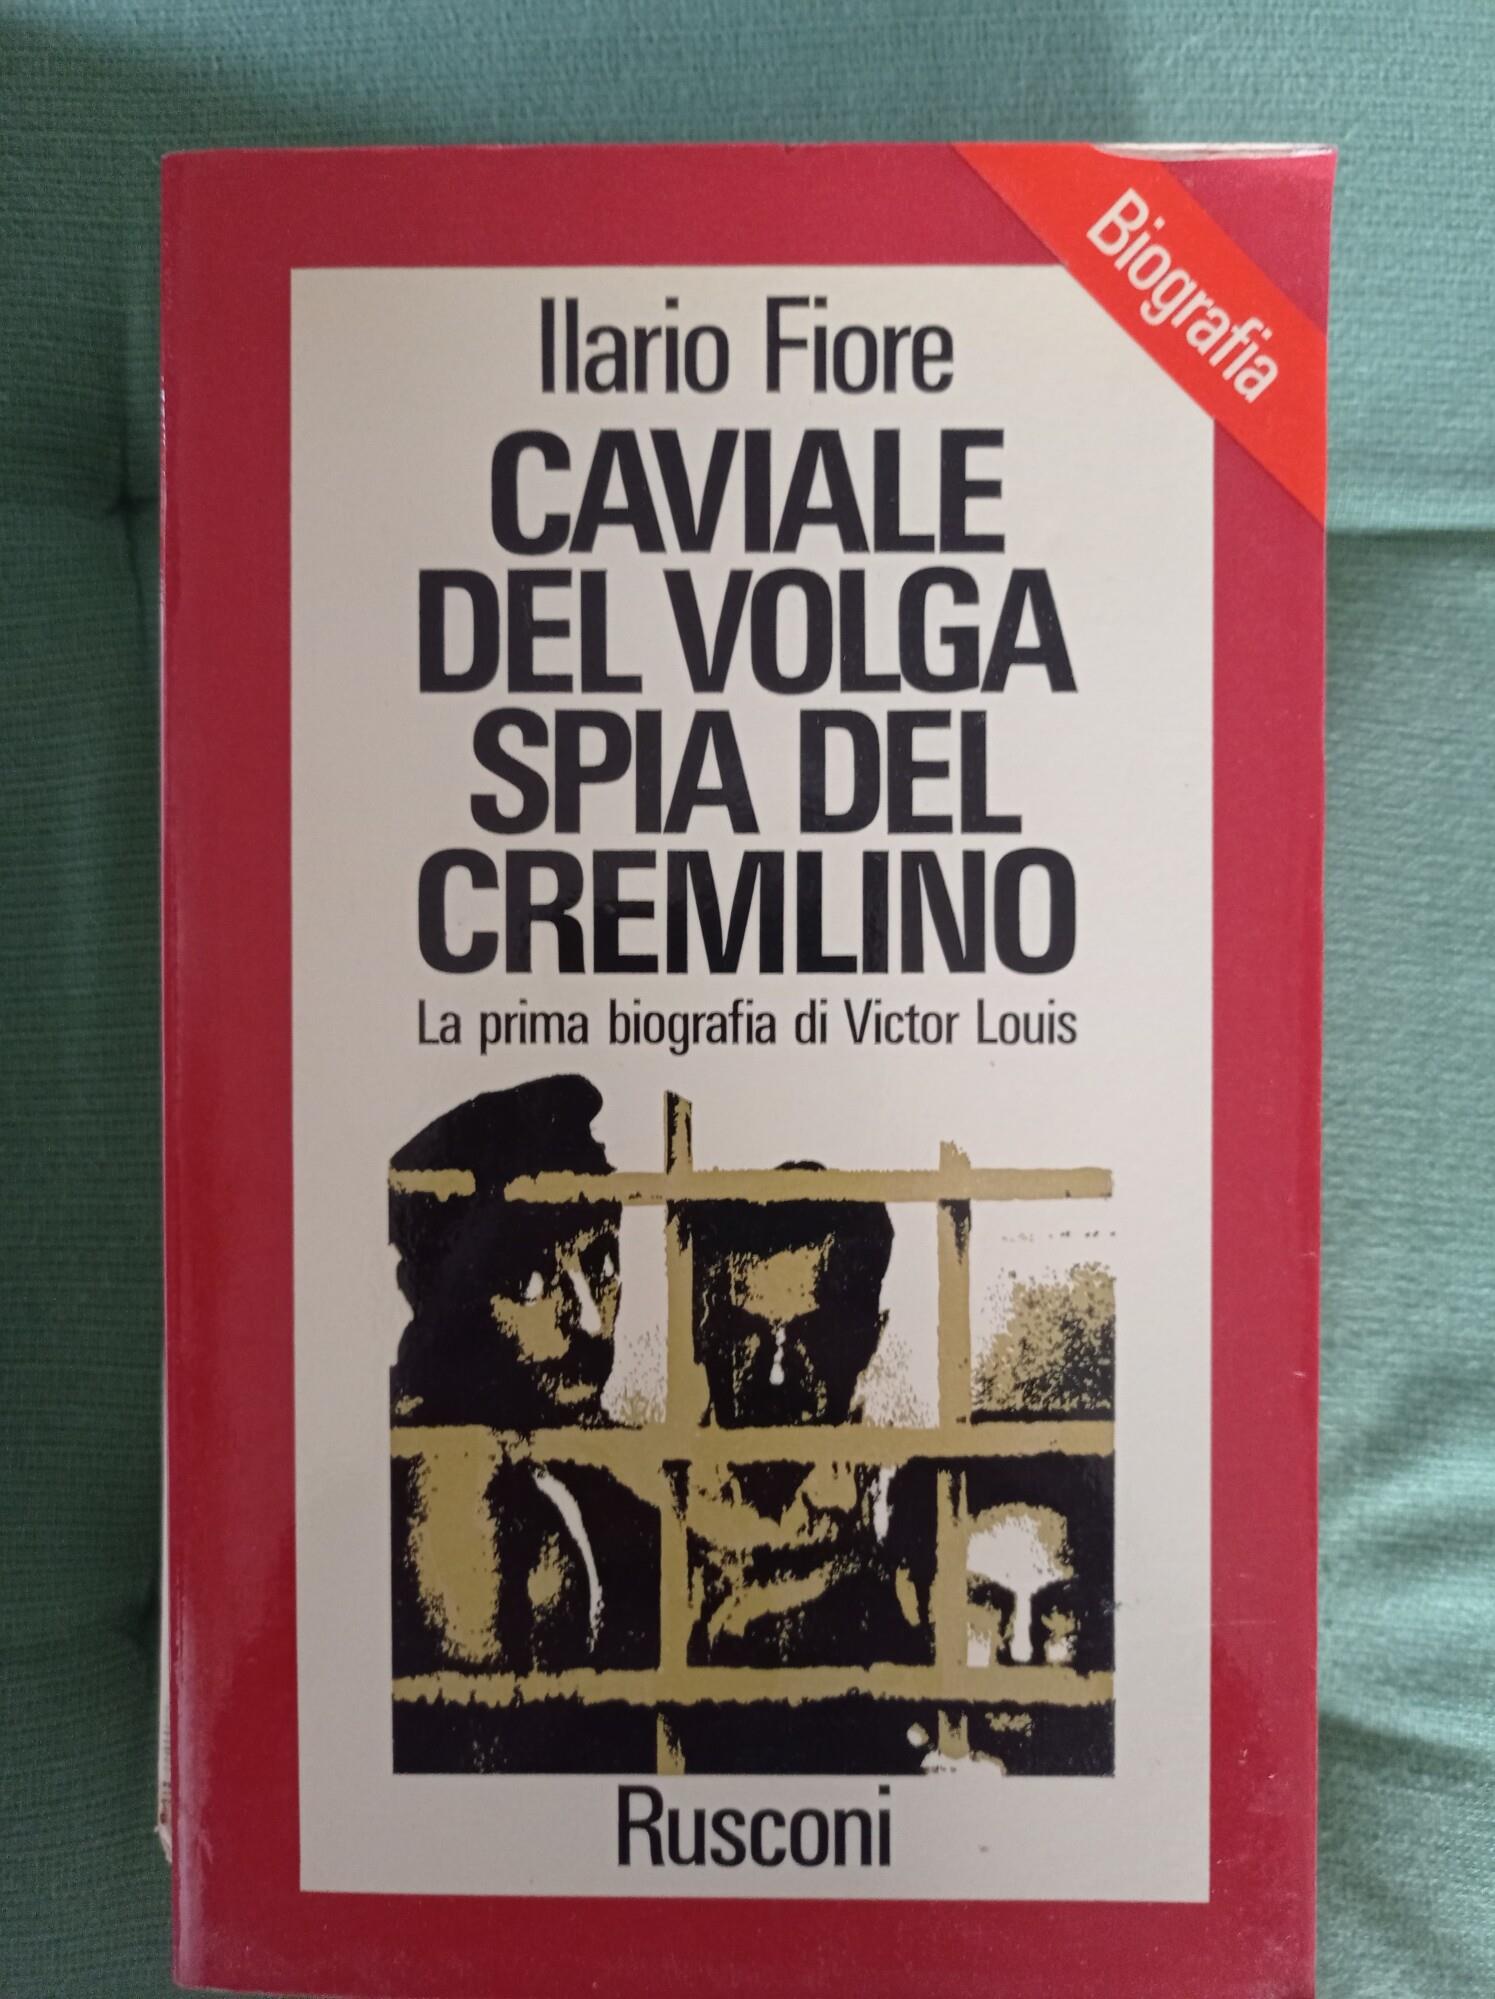 Biografia
Ilario Fiore
CAVIALE
DEL VOLGA
SPIA DEL
CREMLINO
La prima biografia di Victor Louis
Rusconi